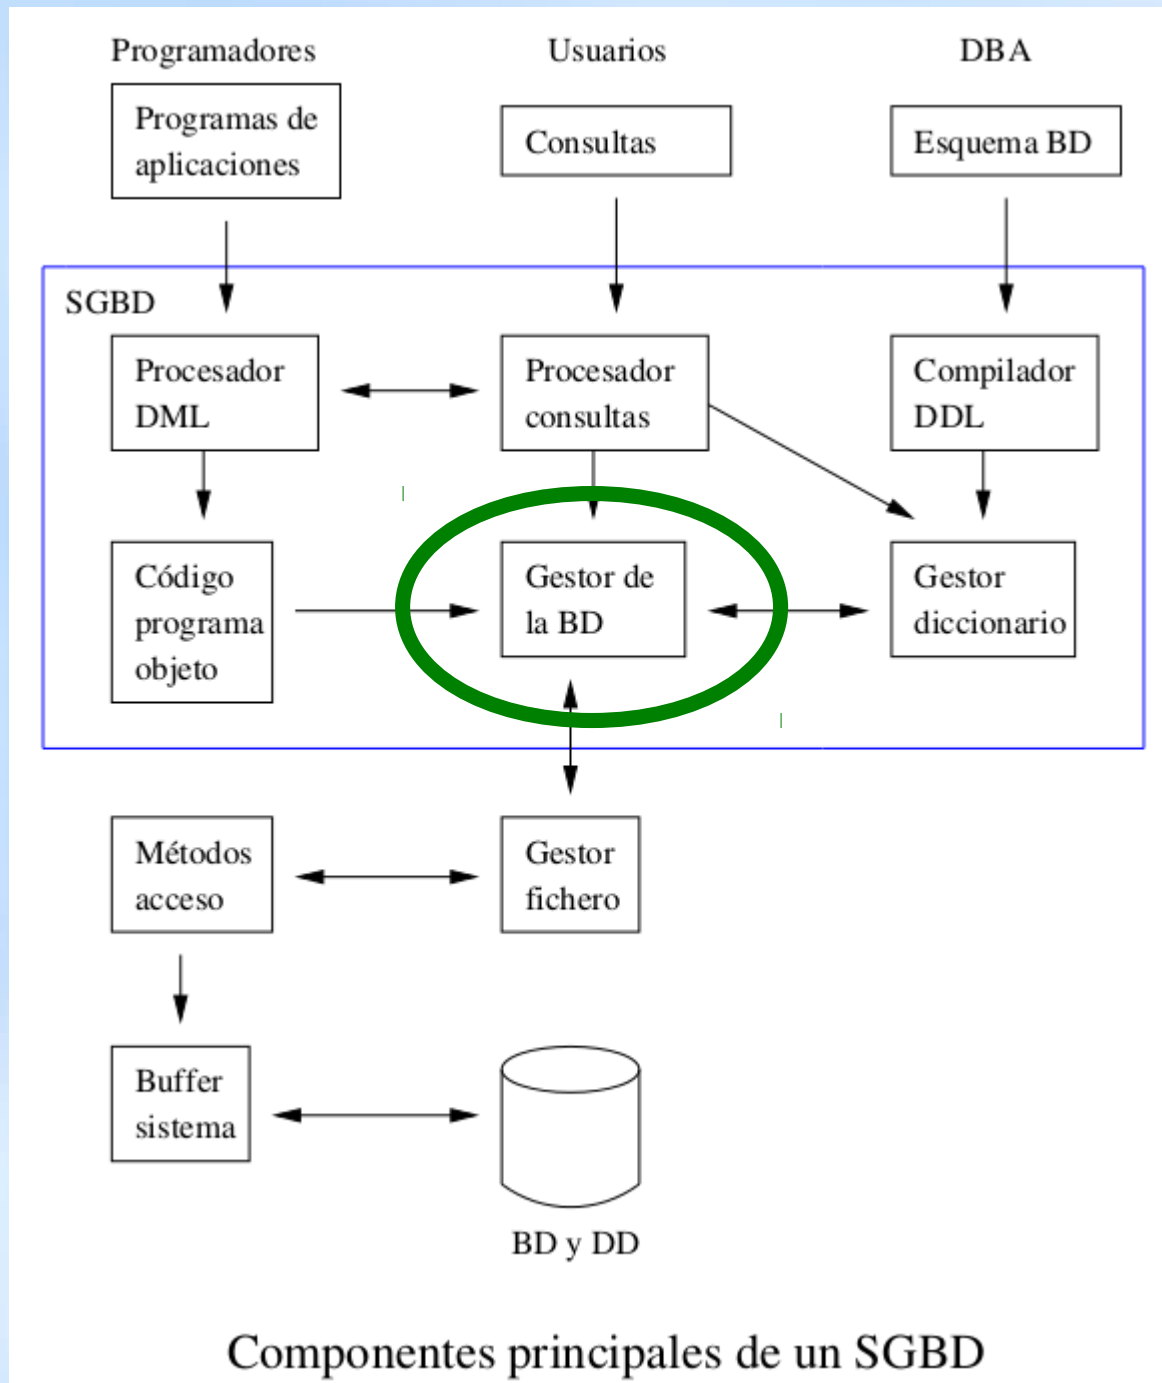 Programadores
Usuarios
DBA
Programas de
aplicaciones
Consultas
Esquema BD
SGBD
Procesador
DML
Procesador
consultas
Compilador
DDL
Código
programa
objeto
Gestor de
la BD
Gestor
diccionario
Métodos
acceso
Gestor
fichero
Buffer
sistema
BD y DD
Componentes principales de un SGBD